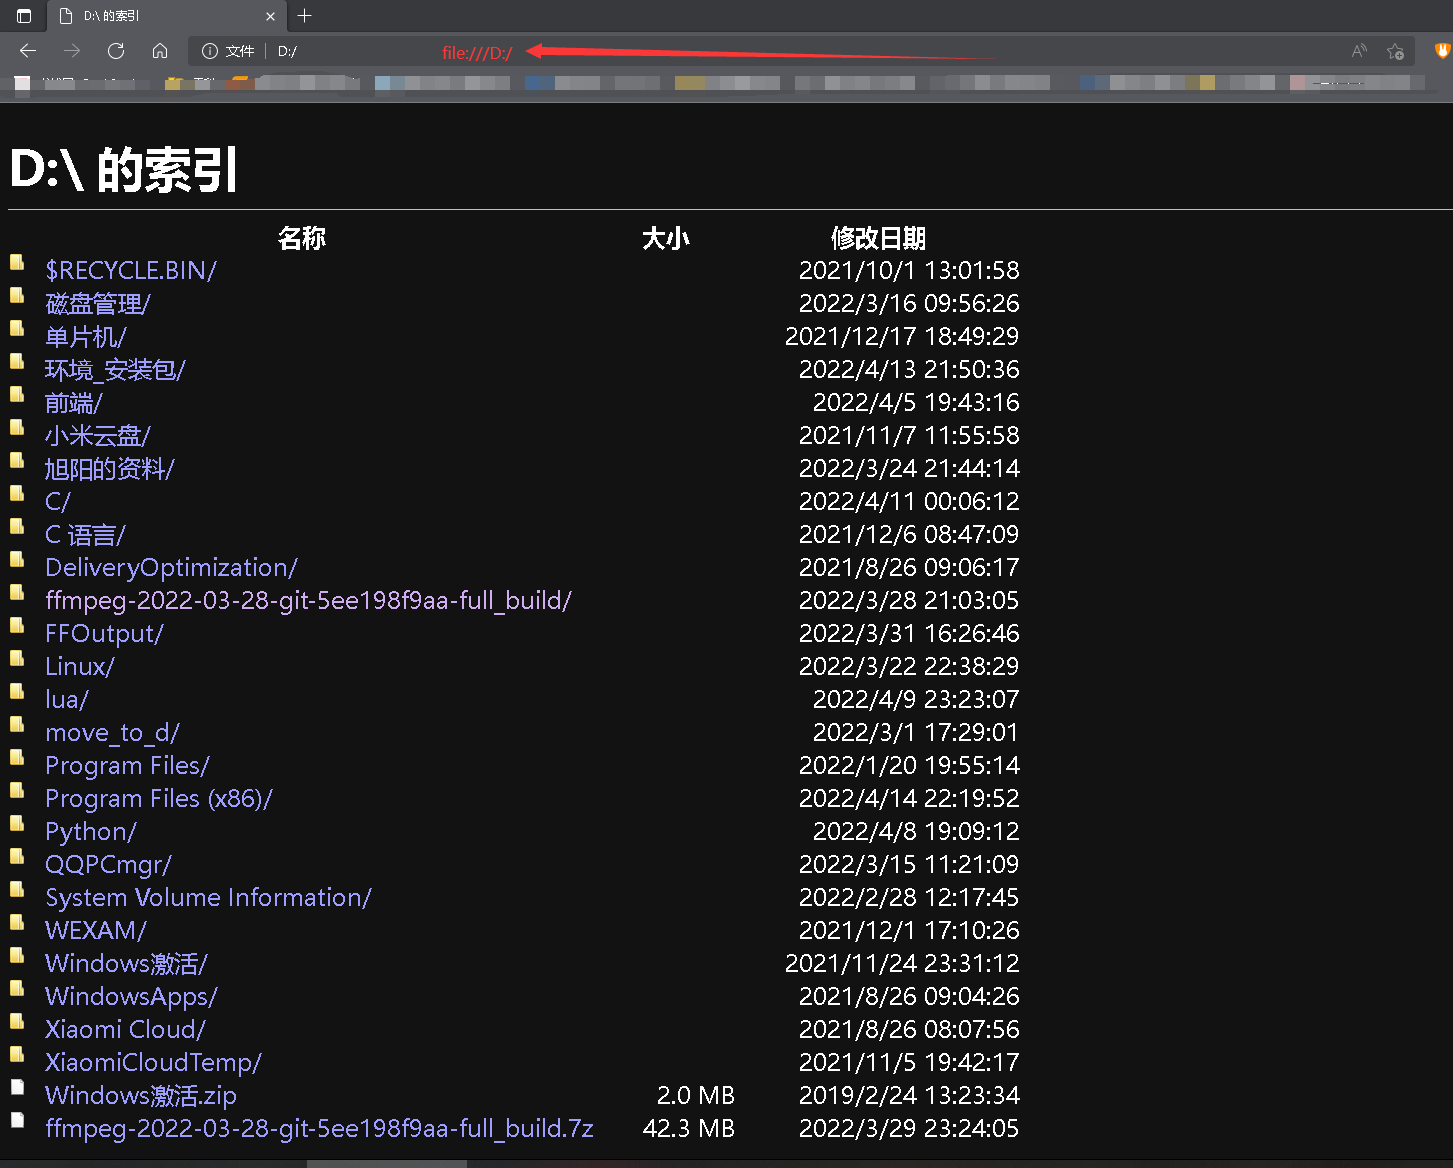 D:\ 的索引
文件 D:/ file:///D:/
D:\ 的索引
名称 大小 修改日期
$RECYCLE.BIN/ 2021/10/1 13:01:58
磁盘管理/ 2022/3/16 09:56:26
单片机/ 2021/12/17 18:49:29
环境_安装包/ 2022/4/13 21:50:36
前端/ 2022/4/5 19:43:16
小米云盘/ 2021/11/7 11:55:58
旭阳的资料/ 2022/3/24 21:44:14
C/ 2022/4/11 00:06:12
C 语言/ 2021/12/6 08:47:09
DeliveryOptimization/ 2021/8/26 09:06:17
ffmpeg-2022-03-28-git-5ee198f9aa-full_build/ 2022/3/28 21:03:05
FFOutput/ 2022/3/31 16:26:46
Linux/ 2022/3/22 22:38:29
lua/ 2022/4/9 23:23:07
move_to_d/ 2022/3/1 17:29:01
Program Files/ 2022/1/20 19:55:14
Program Files (x86)/ 2022/4/14 22:19:52
Python/ 2022/4/8 19:09:12
QQPCmgr/ 2022/3/15 11:21:09
System Volume Information/ 2022/2/28 12:17:45
WEXAM/ 2021/12/1 17:10:26
Windows激活/ 2021/11/24 23:31:12
WindowsApps/ 2021/8/26 09:04:26
Xiaomi Cloud/ 2021/8/26 08:07:56
XiaomiCloudTemp/ 2021/11/5 19:42:17
Windows激活.zip 2.0 MB 2019/2/24 13:23:34
ffmpeg-2022-03-28-git-5ee198f9aa-full_build.7z 42.3 MB 2022/3/29 23:24:05